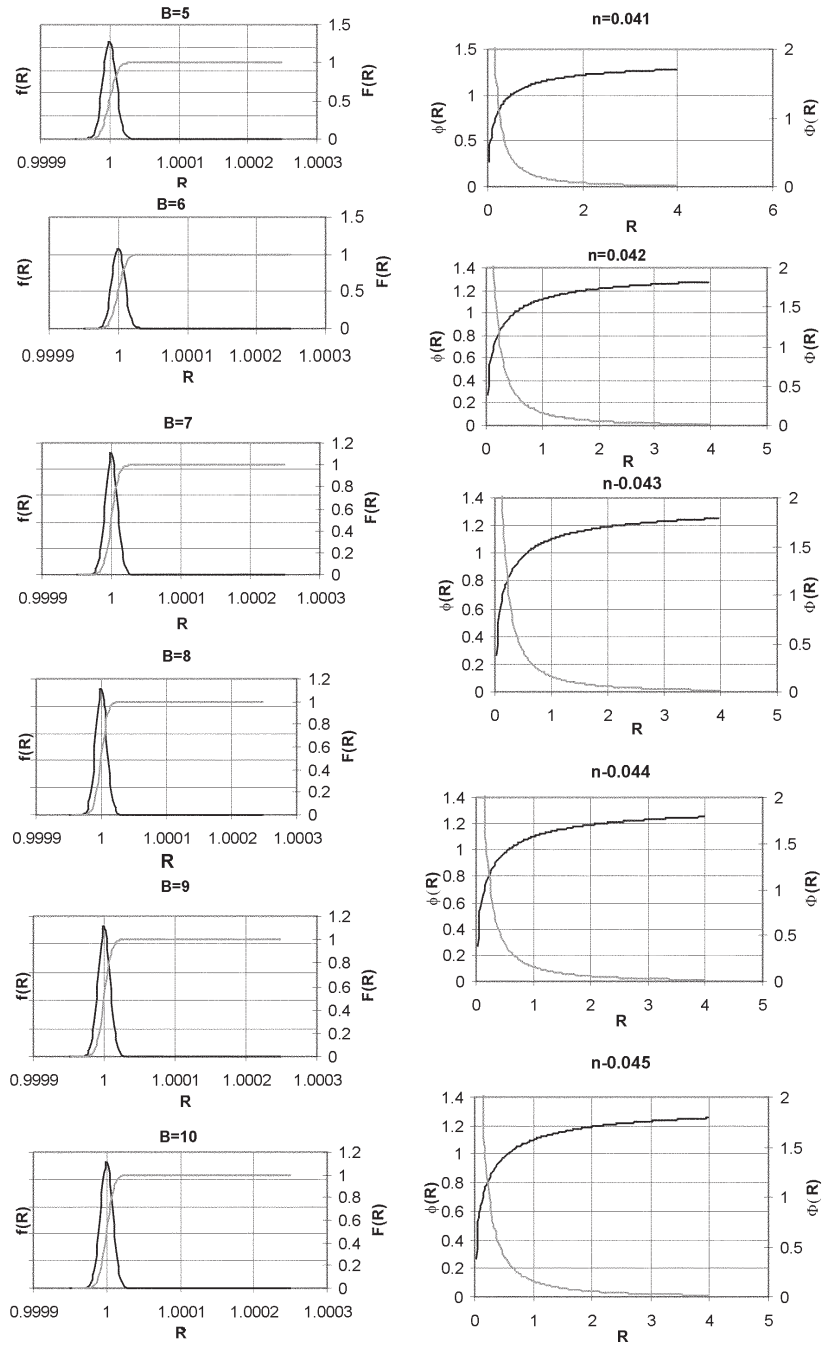 B=5
f(R)
1.5
1
0.5
0
F(R)
0.9999 1 1.0001 1.0002 1.0003
R
B=6
f(R)
1.5
1
0.5
0
F(R)
0.9999 1 1.0001 1.0002 1.0003
R
B=7
f(R)
1.2
1
0.8
0.6
0.4
0.2
0
F(R)
0.9999 1 1.0001 1.0002 1.0003
R
B=8
f(R)
1.2
1
0.8
0.6
0.4
0.2
0
F(R)
0.9999 1 1.0001 1.0002 1.0003
R
B=9
f(R)
1.2
1
0.8
0.6
0.4
0.2
0
F(R)
0.9999 1 1.0001 1.0002 1.0003
R
B=10
f(R)
1.2
1
0.8
0.6
0.4
0.2
0
F(R)
0.9999 1 1.0001 1.0002 1.0003
R
n=0.041
ϕ(R)
1.5
1
0.5
0
2
1
0
Φ(R)
0 2 4 6
R
n=0.042
ϕ(R)
1.4
1.2
1
0.8
0.6
0.4
0.2
0
2
1.5
1
0.5
0
Φ(R)
0 1 2 3 4 5
R
n-0.043
ϕ(R)
1.4
1.2
1
0.8
0.6
0.4
0.2
0
2
1.5
1
0.5
0
Φ(R)
0 1 2 3 4 5
R
n-0.044
ϕ(R)
1.4
1.2
1
0.8
0.6
0.4
0.2
0
2
1.5
1
0.5
0
Φ(R)
0 1 2 3 4 5
R
n-0.045
ϕ(R)
1.4
1.2
1
0.8
0.6
0.4
0.2
0
2
1.5
1
0.5
0
Φ(R)
0 1 2 3 4 5
R